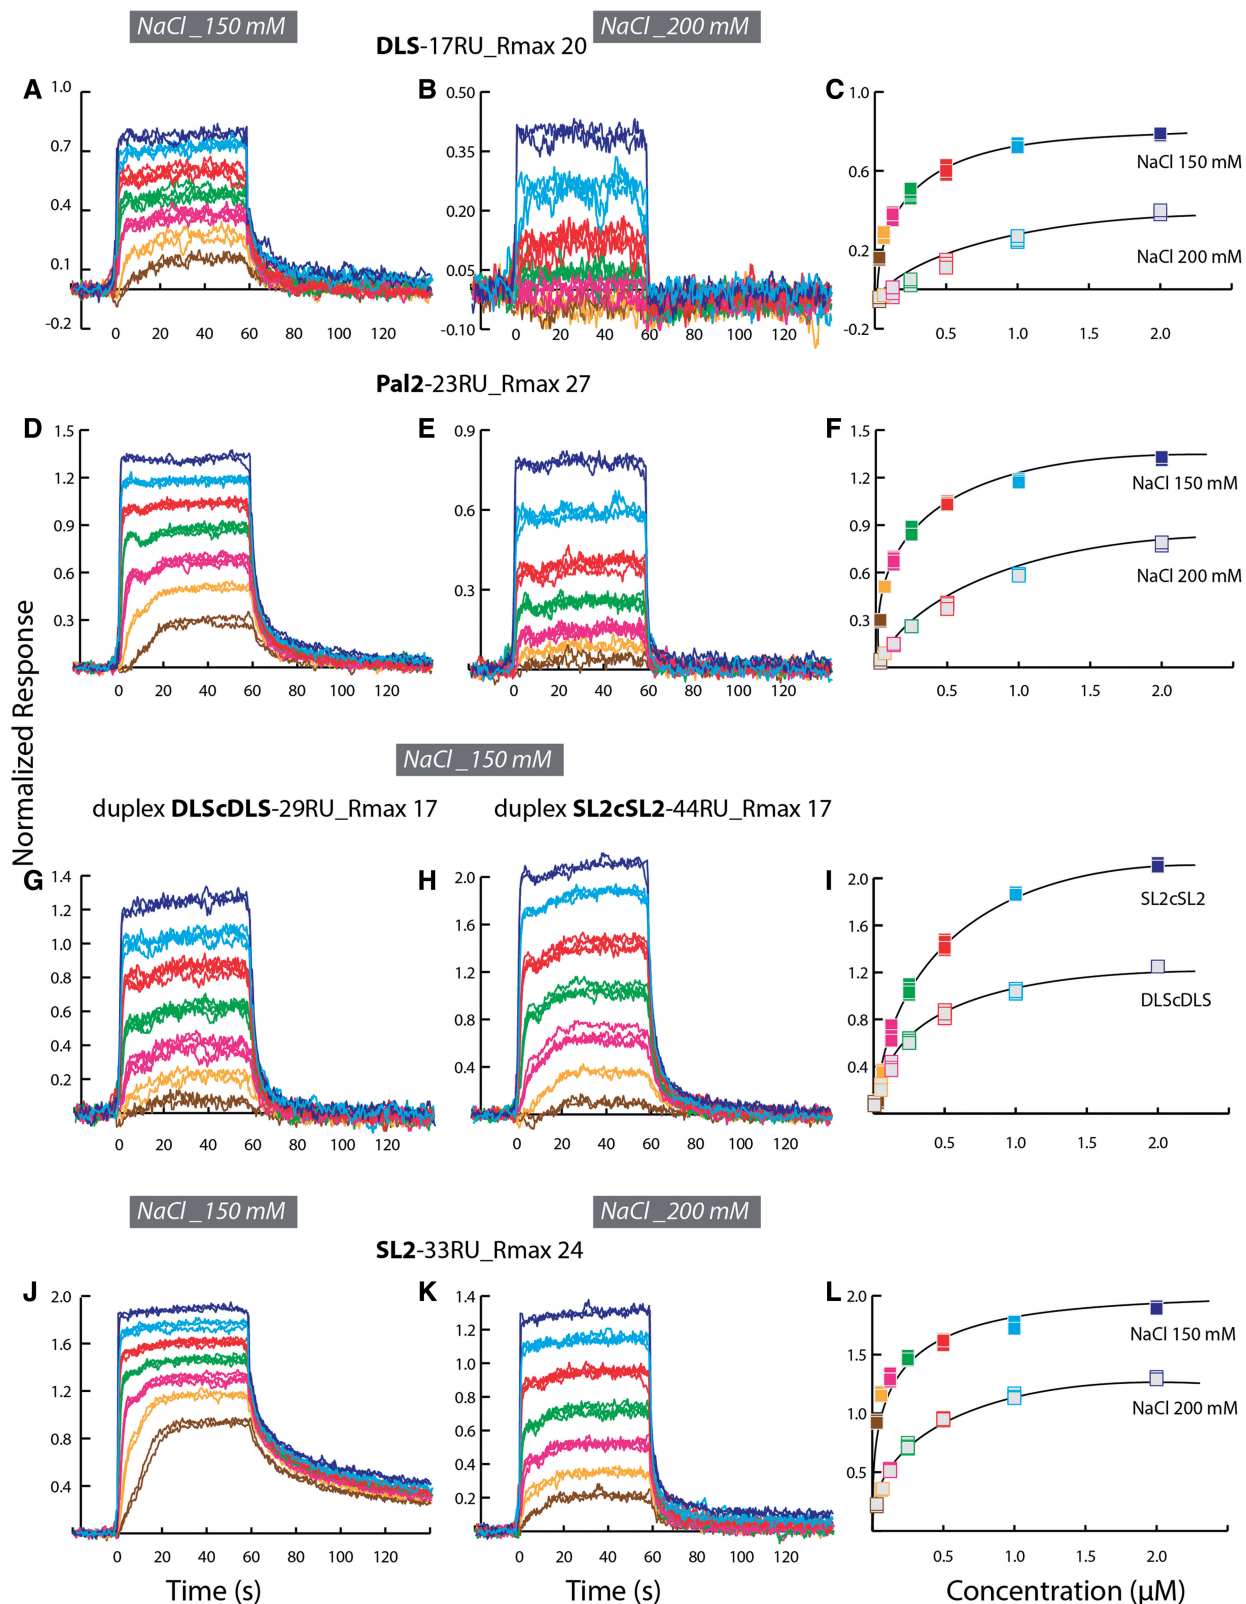 NaCl_150 mM
NaCl_200 mM
DLS-17RU_Rmax 20
A
1.0
0.7
0.4
0.1
-0.2
0 20 40 60 80 100 120
B
0.50
0.35
0.20
0.05
-0.10
0 20 40 60 80 100 120
C
1.0
0.6
0.2
-0.2
0.5 1.0 1.5 2.0
NaCl 150 mM
NaCl 200 mM
Pal2-23RU_Rmax 27
D
1.5
1.2
0.9
0.6
0.3
0 20 40 60 80 100 120
E
0.9
0.6
0.3
0 20 40 60 80 100 120
F
1.5
1.2
0.9
0.6
0.3
0.5 1.0 1.5 2.0
NaCl 150 mM
NaCl 200 mM
Normalized Response
NaCl_150 mM
duplex DLScDLS-29RU_Rmax 17
duplex SL2cSL2-44RU_Rmax 17
G
1.4
1.2
1.0
0.8
0.6
0.4
0.2
0 20 40 60 80 100 120
H
2.0
1.6
1.2
0.8
0.4
0 20 40 60 80 100 120
I
2.0
1.6
1.2
0.8
0.4
0.5 1.0 1.5 2.0
SL2cSL2
DLScDLS
NaCl_150 mM
NaCl_200 mM
SL2-33RU_Rmax 24
J
2.0
1.6
1.2
0.8
0.4
0 20 40 60 80 100 120
Time (s)
K
1.4
1.2
1.0
0.8
0.6
0.4
0.2
0 20 40 60 80 100 120
Time (s)
L
2.0
1.5
1.0
0.5
0.5 1.0 1.5 2.0
NaCl 150 mM
NaCl 200 mM
Concentration (µM)